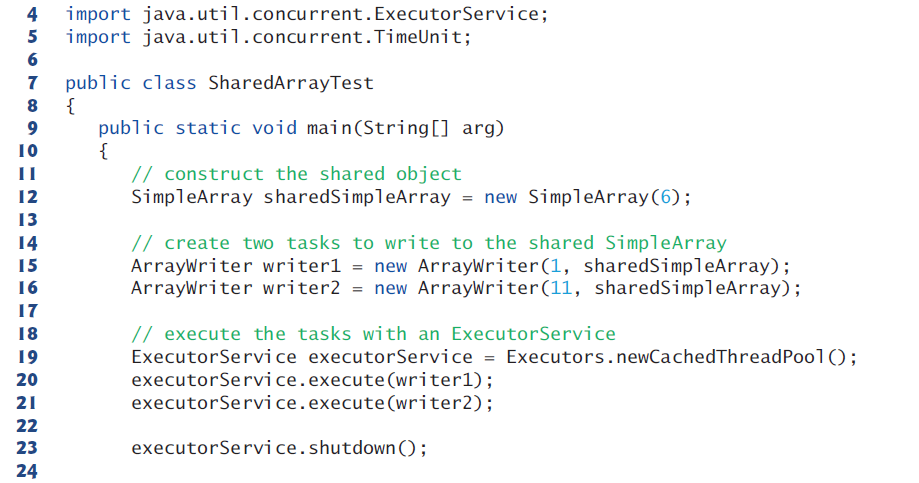 4 import java.util.concurrent.ExecutorService;
5 import java.util.concurrent.TimeUnit;
6
7 public class SharedArrayTest
8 {
9    public static void main(String[] arg)
10    {
11       // construct the shared object
12       SimpleArray sharedSimpleArray = new SimpleArray(6);
13
14       // create two tasks to write to the shared SimpleArray
15       ArrayWriter writer1 = new ArrayWriter(1, sharedSimpleArray);
16       ArrayWriter writer2 = new ArrayWriter(11, sharedSimpleArray);
17
18       // execute the tasks with an ExecutorService
19       ExecutorService executorService = Executors.newCachedThreadPool();
20       executorService.execute(writer1);
21       executorService.execute(writer2);
22
23       executorService.shutdown();
24